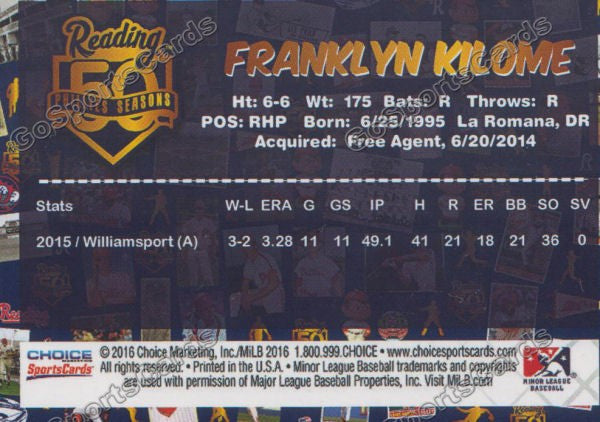 Reading
50
PHILLIES SEASONS
FRANKLYN KILOME
Ht: 6-6 Wt: 175 Bats: R Throws: R
POS: RHP Born: 6/25/1995 La Romana, DR
Acquired: Free Agent, 6/20/2014
Stats W-L ERA G GS IP H R ER BB SO SV
2015 / Williamsport (A) 3-2 3.28 11 11 49.1 41 21 18 21 36 0
CHOICE
MARKETING INC
SportsCards
© 2016 Choice Marketing, Inc./MiLB 2016 1.800.999.CHOICE • www.choicesportscards.com
All rights reserved. • Printed in the U.S.A. • Minor League Baseball trademarks and copyrights
are used with permission of Major League Baseball Properties, Inc. Visit MiLB.com
MINOR LEAGUE
BASEBALL
GoSportsCards